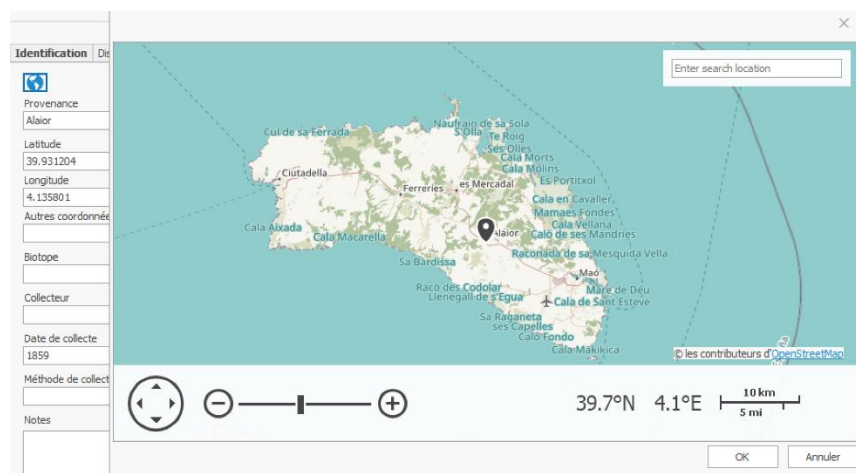 ×
Identification Dis
Provenance
Alaior
Latitude
39.931204
Longitude
4.135801
Autres coordonnée
Biotope
Collecteur
Date de collecte
1859
Méthode de collect
Notes
Enter search location
Naufraio de sa Sola
S'Olla
Te Roig
Cul de sa Ferrada
Ses Olles
Cala Morts
Cala Molins
Ciutadella
Es Portitxol
es Mercadal
Ferreries
Cala en Cavaller
Mamaes Fondes
Cala Vellana
Cala Aixada
Alaior
Caló de ses Mandries
Cala Macarella
Raconada de sa Mesquida Vella
Sa Bardissa
Maó
Racó des Codolar
Mare de Deu
Llenegall de s'Egua
Cala de Sant Esteve
Sa Raganeta
ses Capelles
Caló Fondo
Cala Makikica
© les contributeurs d'OpenStreetMap
39.7°N 4.1°E
10 km
5 mi
OK Annuler